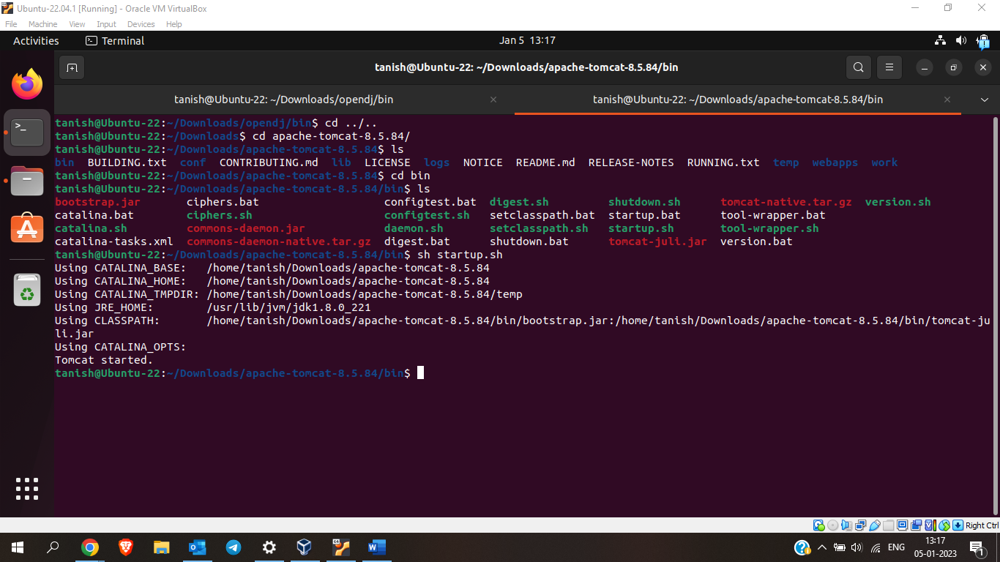 Ubuntu-22.04.1 [Running] - Oracle VM VirtualBox
File Machine View Input Devices Help
Activities Terminal Jan 5 13:17
tanish@Ubuntu-22: ~/Downloads/apache-tomcat-8.5.84/bin
tanish@Ubuntu-22: ~/Downloads/opendj/bin tanish@Ubuntu-22: ~/Downloads/apache-tomcat-8.5.84/bin
tanish@Ubuntu-22:~/Downloads/opendj/bin$ cd ../..
tanish@Ubuntu-22:~/Downloads$ cd apache-tomcat-8.5.84/
tanish@Ubuntu-22:~/Downloads/apache-tomcat-8.5.84$ ls
bin BUILDING.txt conf CONTRIBUTING.md lib LICENSE logs NOTICE README.md RELEASE-NOTES RUNNING.txt temp webapps work
tanish@Ubuntu-22:~/Downloads/apache-tomcat-8.5.84$ cd bin
tanish@Ubuntu-22:~/Downloads/apache-tomcat-8.5.84/bin$ ls
bootstrap.jar ciphers.bat configtest.bat digest.sh shutdown.sh tomcat-native.tar.gz version.sh
catalina.bat ciphers.sh configtest.sh setclasspath.bat startup.bat tool-wrapper.bat
catalina.sh commons-daemon.jar daemon.sh setclasspath.sh startup.sh tool-wrapper.sh
catalina-tasks.xml commons-daemon-native.tar.gz digest.bat shutdown.bat tomcat-juli.jar version.bat
tanish@Ubuntu-22:~/Downloads/apache-tomcat-8.5.84/bin$ sh startup.sh
Using CATALINA_BASE: /home/tanish/Downloads/apache-tomcat-8.5.84
Using CATALINA_HOME: /home/tanish/Downloads/apache-tomcat-8.5.84
Using CATALINA_TMPDIR: /home/tanish/Downloads/apache-tomcat-8.5.84/temp
Using JRE_HOME: /usr/lib/jvm/jdk1.8.0_221
Using CLASSPATH: /home/tanish/Downloads/apache-tomcat-8.5.84/bin/bootstrap.jar:/home/tanish/Downloads/apache-tomcat-8.5.84/bin/tomcat-ju
li.jar
Using CATALINA_OPTS:
Tomcat started.
tanish@Ubuntu-22:~/Downloads/apache-tomcat-8.5.84/bin$
Right Ctrl
ENG 13:17
05-01-2023
1